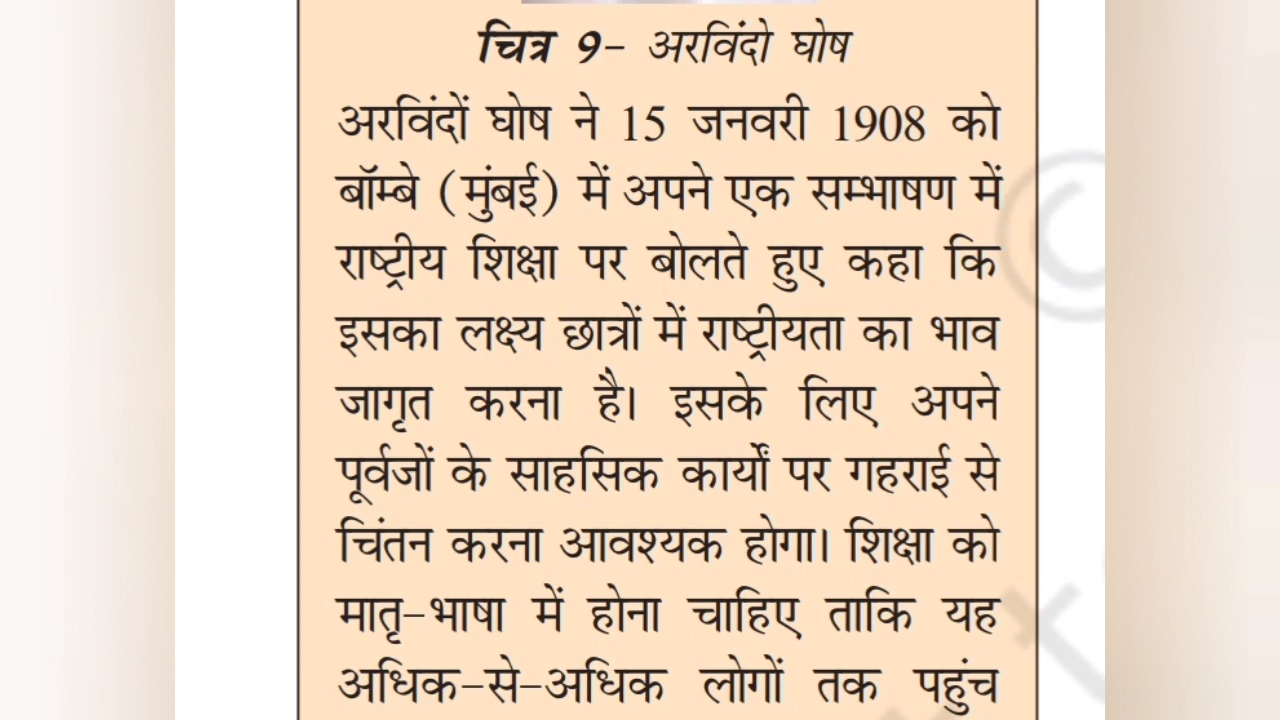 चित्र 9– अरविंदो घोष
अरविंदों घोष ने 15 जनवरी 1908 को
बॉम्बे (मुंबई) में अपने एक सम्भाषण में
राष्ट्रीय शिक्षा पर बोलते हुए कहा कि
इसका लक्ष्य छात्रों में राष्ट्रीयता का भाव
जागृत करना है। इसके लिए अपने
पूर्वजों के साहसिक कार्यों पर गहराई से
चिंतन करना आवश्यक होगा। शिक्षा को
मातृ–भाषा में होना चाहिए ताकि यह
अधिक–से–अधिक लोगों तक पहुंच